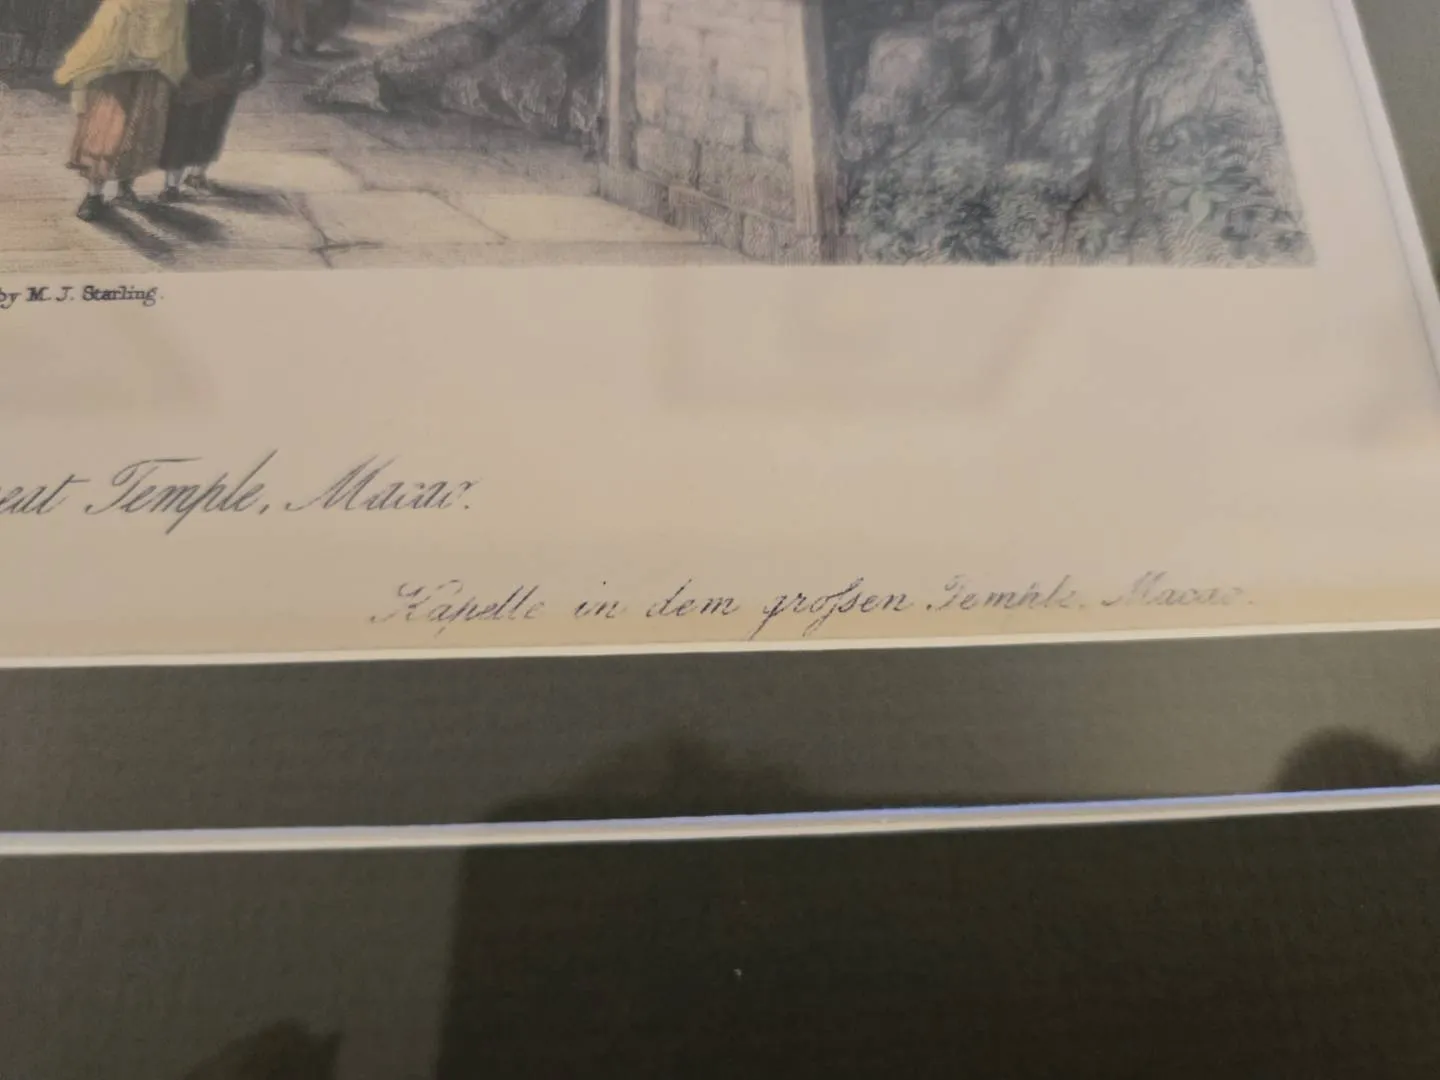 by M. J. Starling.
eat Temple, Macao.
Kapelle in dem großen Temple, Macao.